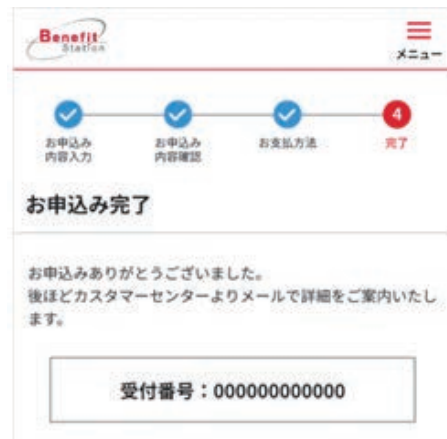 Benefit
Station
メニュー
4
お申込み
内容入力
お申込み
内容確認
お支払方法
完了
お申込み完了
お申込みありがとうございました。
後ほどカスタマーセンターよりメールで詳細をご案内いたし
ます。
受付番号：000000000000